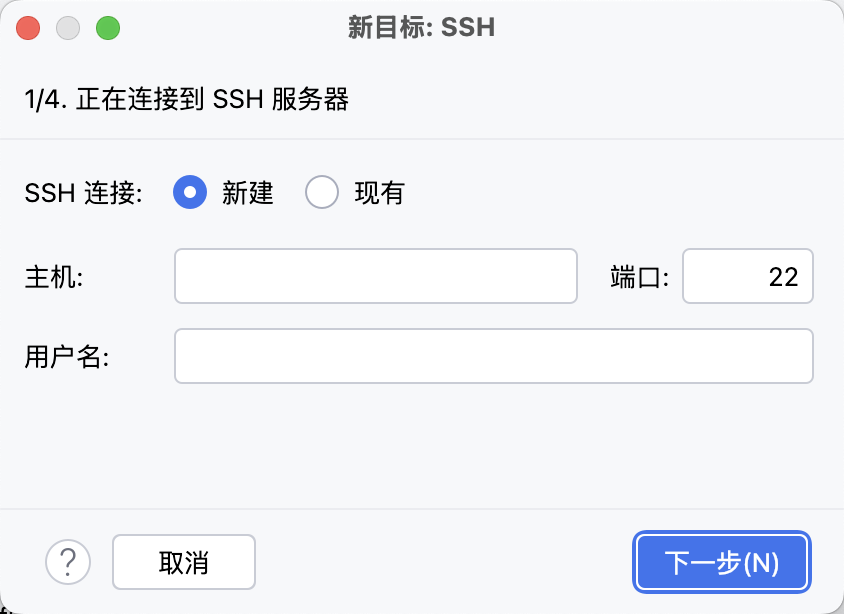 新目标: SSH
1/4. 正在连接到 SSH 服务器
SSH 连接: 新建 现有
主机: 端口: 22
用户名:
? 取消 下一步(N)